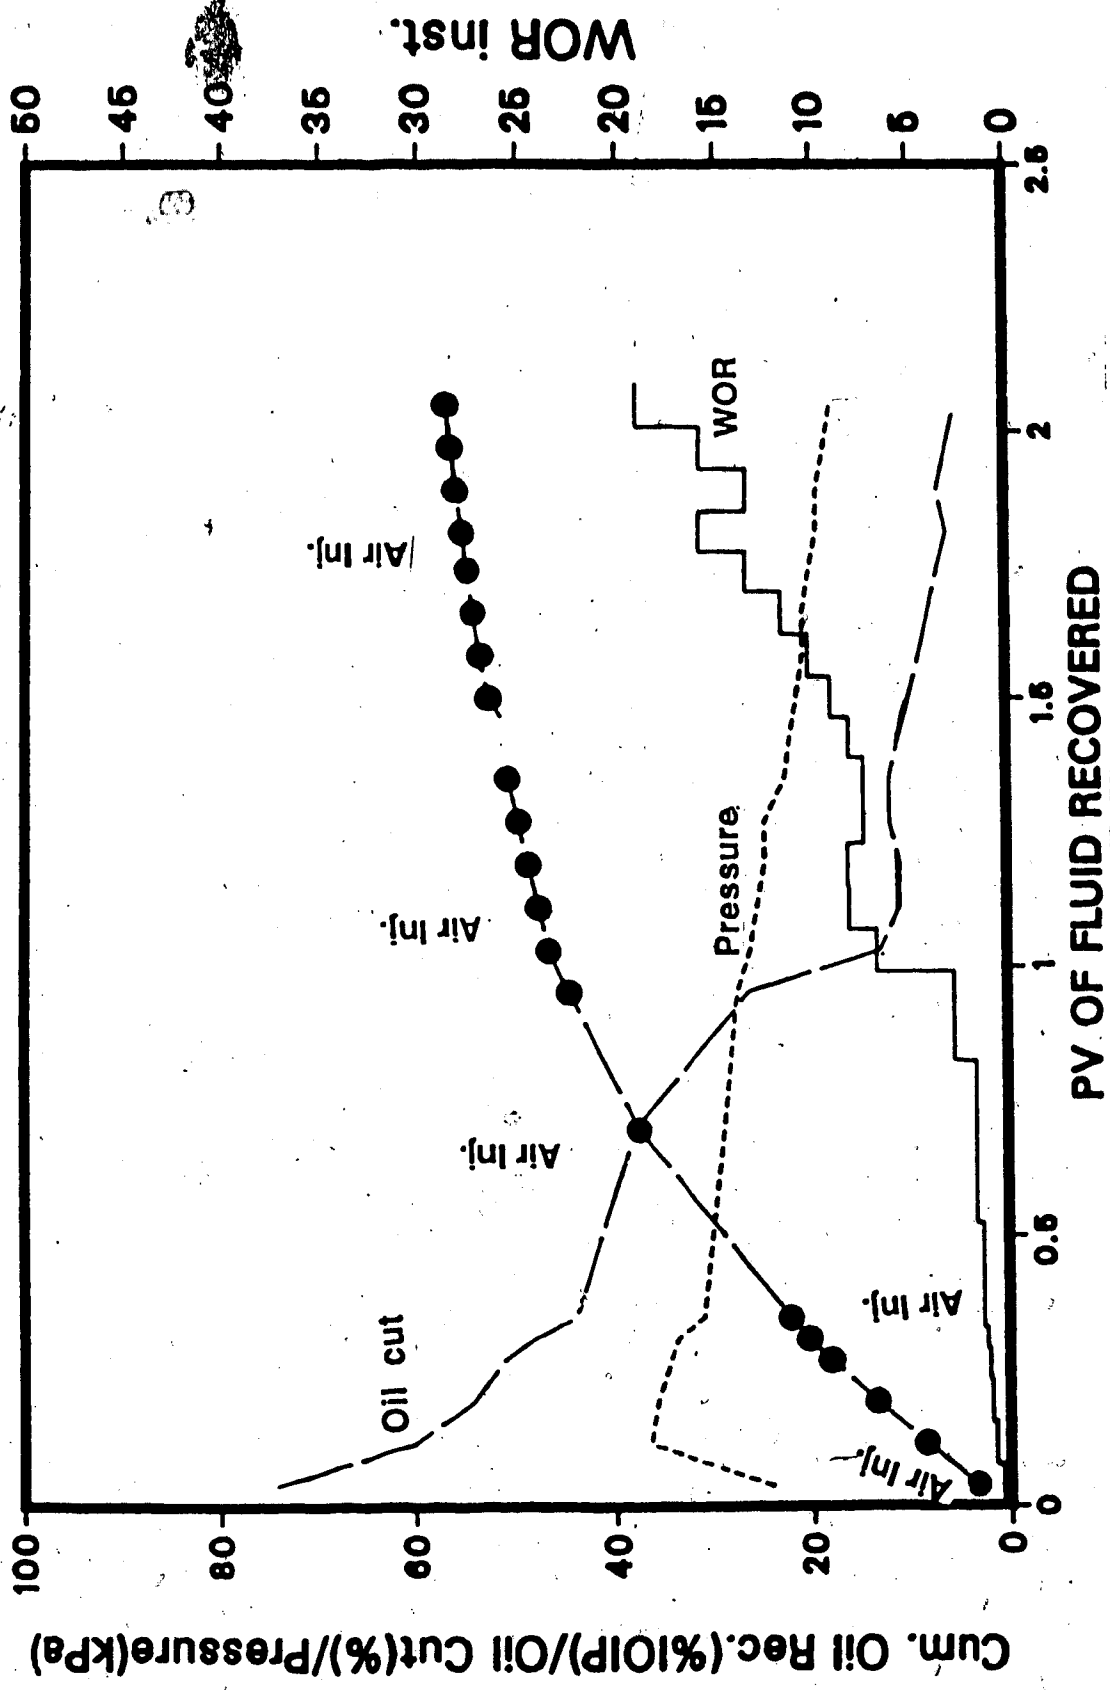 Cum. Oil Rec.(%IOIP)/Oil Cut(%)/Pressure(kPa)
100
80
60
40
20
0
WOR inst.
50
45
40
35
30
25
20
15
10
5
0
0
0.5
1
1.5
2
2.5
PV OF FLUID RECOVERED
Oil cut
Pressure
WOR
Air Inj.
Air Inj.
Air Inj.
Air Inj.
Air Inj.